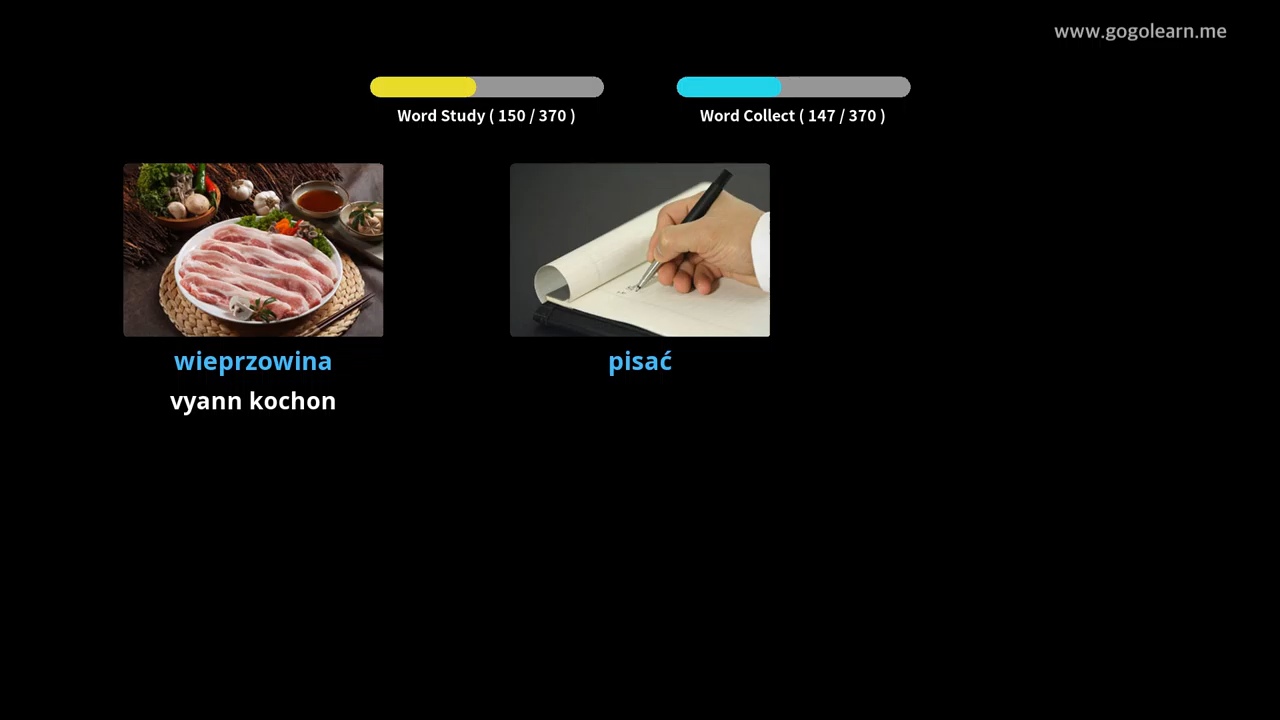 www.gogolearn.me
Word Study ( 150 / 370 )
Word Collect ( 147 / 370 )
wieprzowina
pisać
vyann kochon